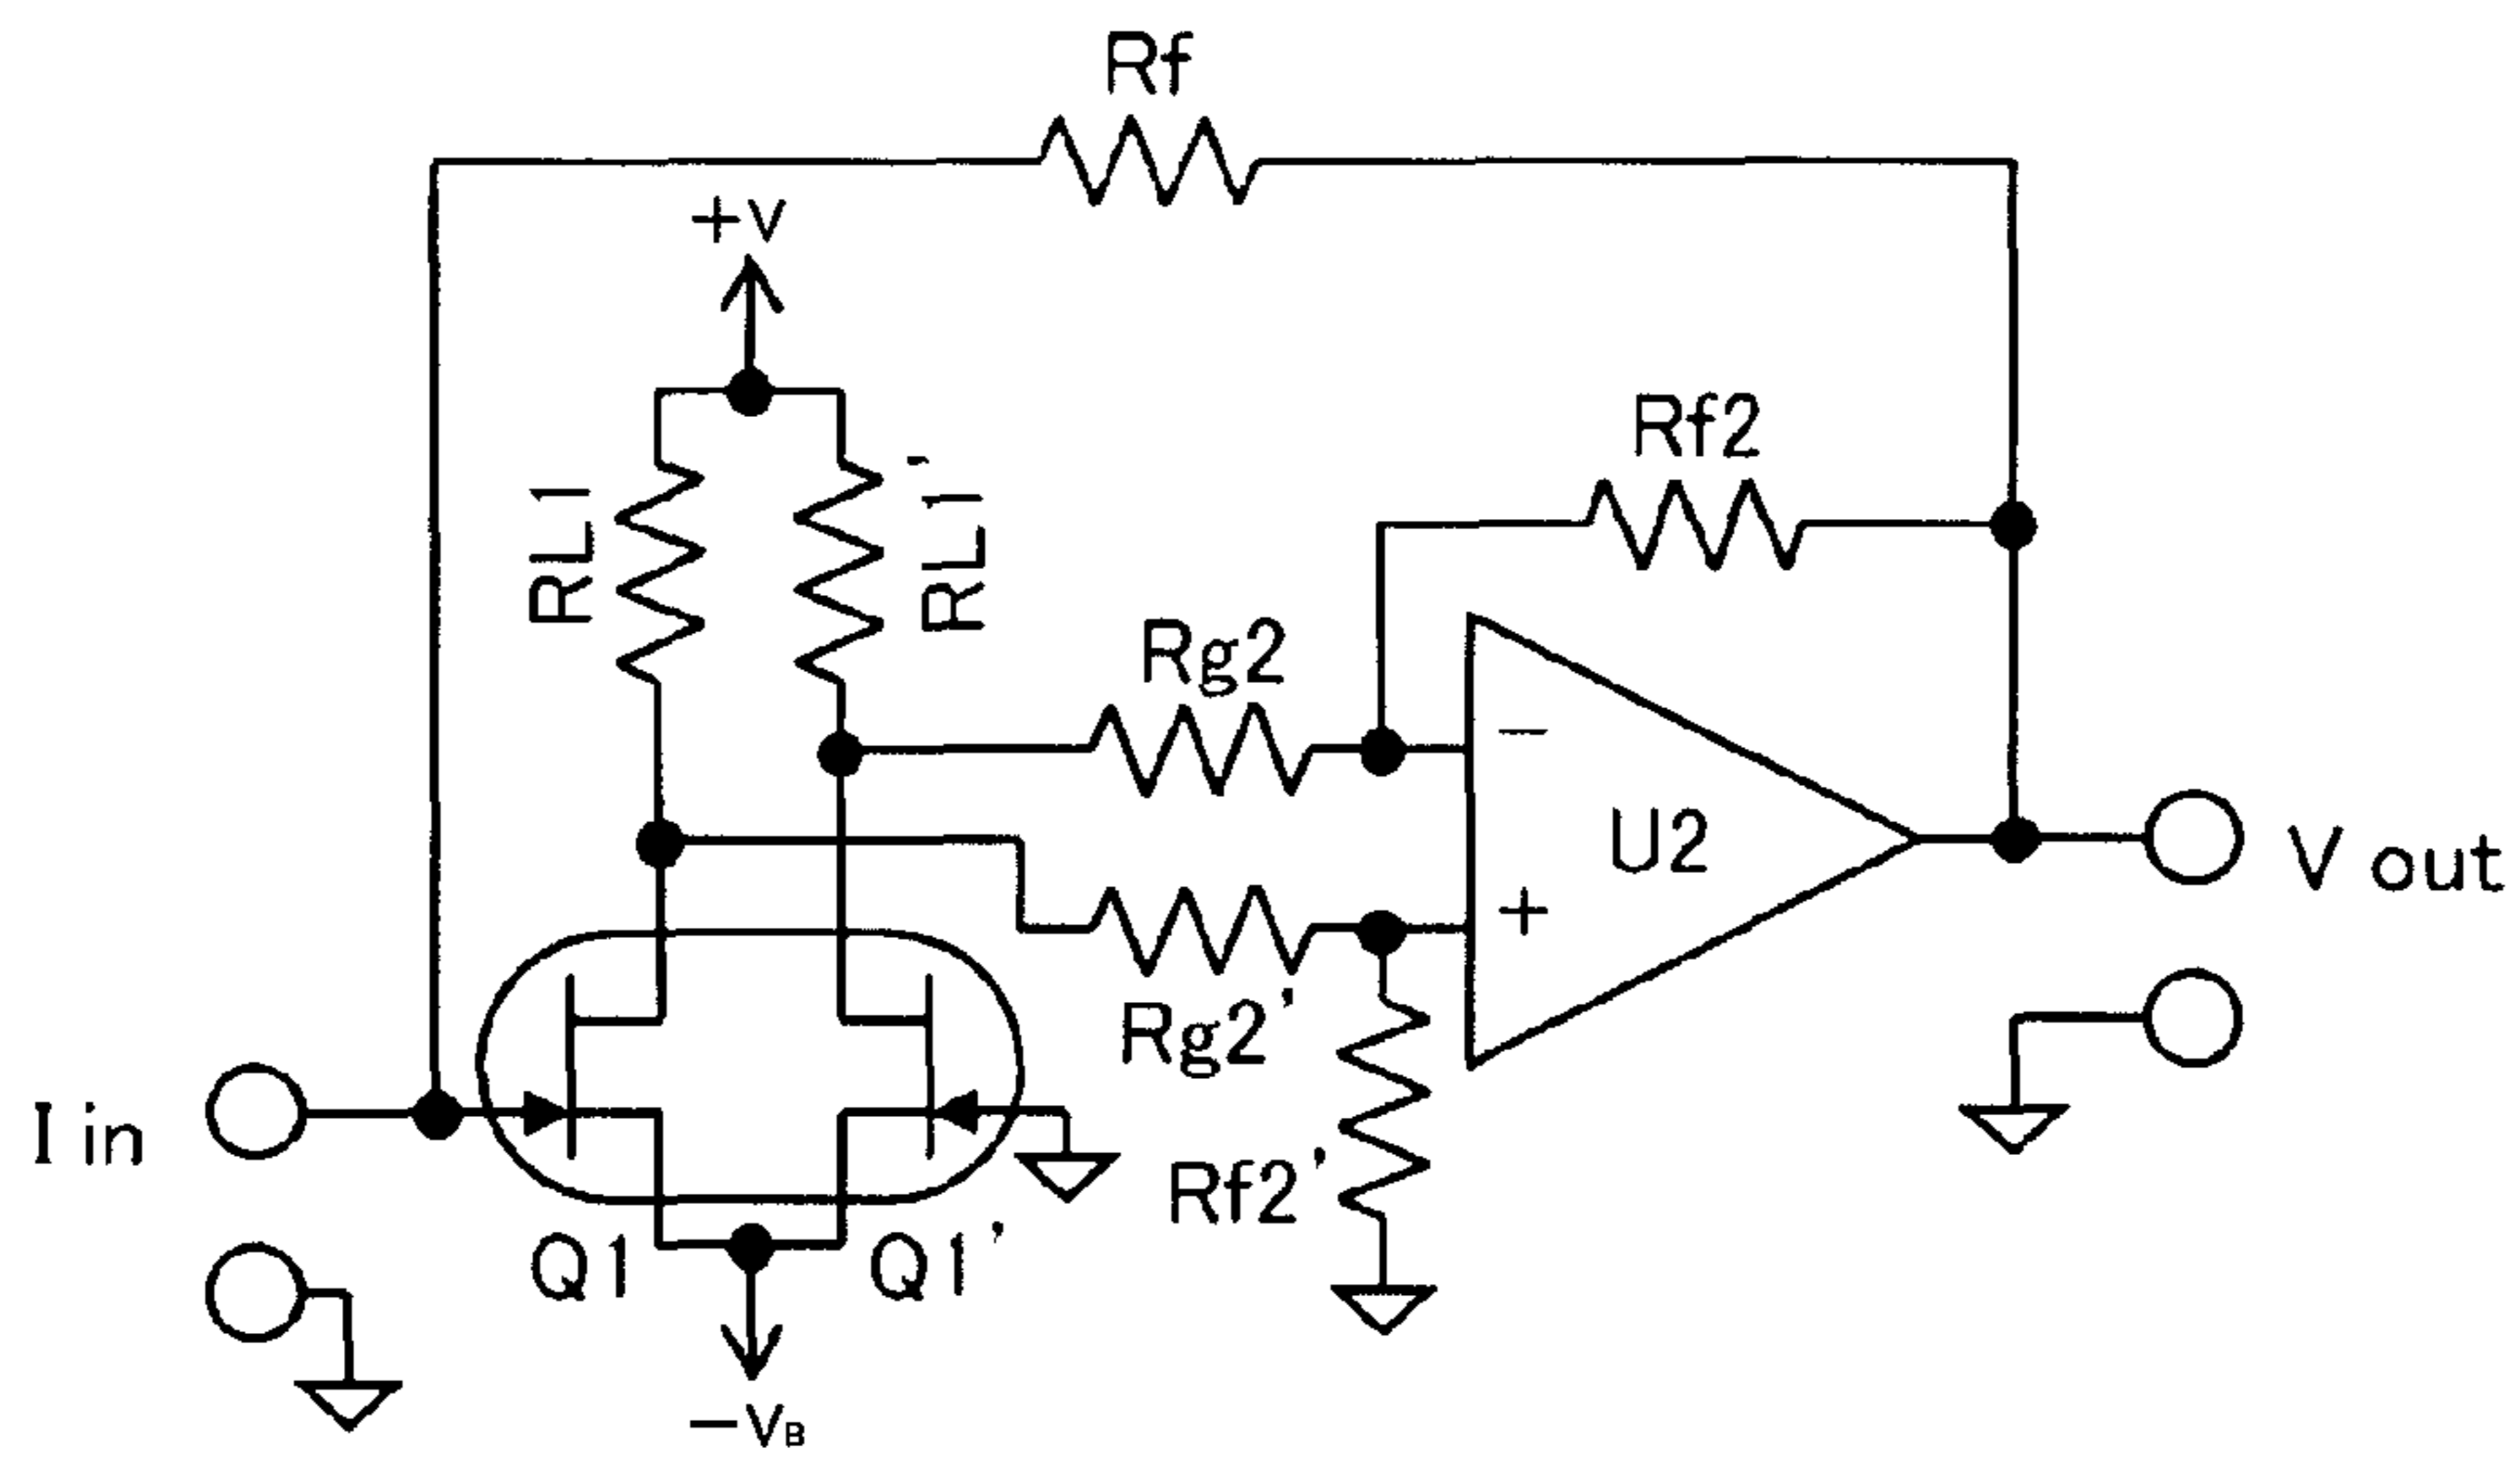 Rf
+v
Rf2
RL1
RL1'
Rg2
−
U2
V out
+
Rg2'
I in
Rf2'
Q1
Q1'
−vB